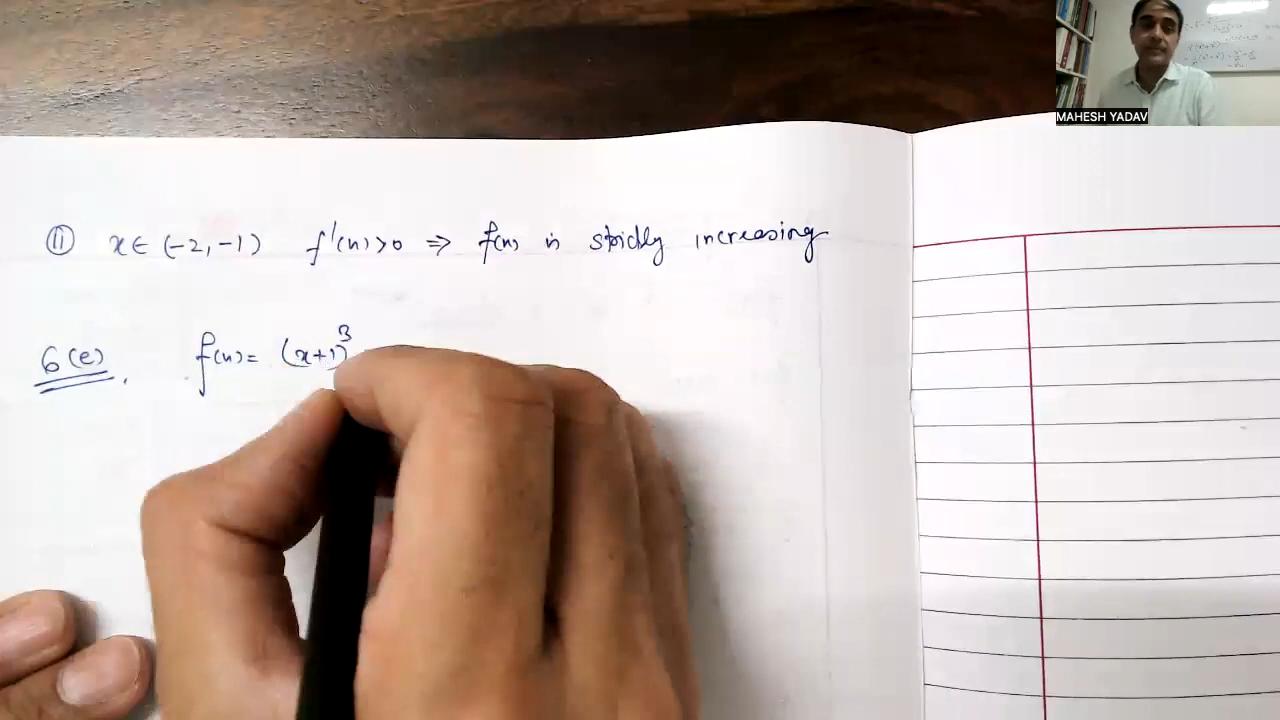 MAHESH YADAV
(ii) x ∈ (-2, -1) f'(x) > 0 ⇒ f(x) is strictly increasing
6(e). f(x) = (x+1)³